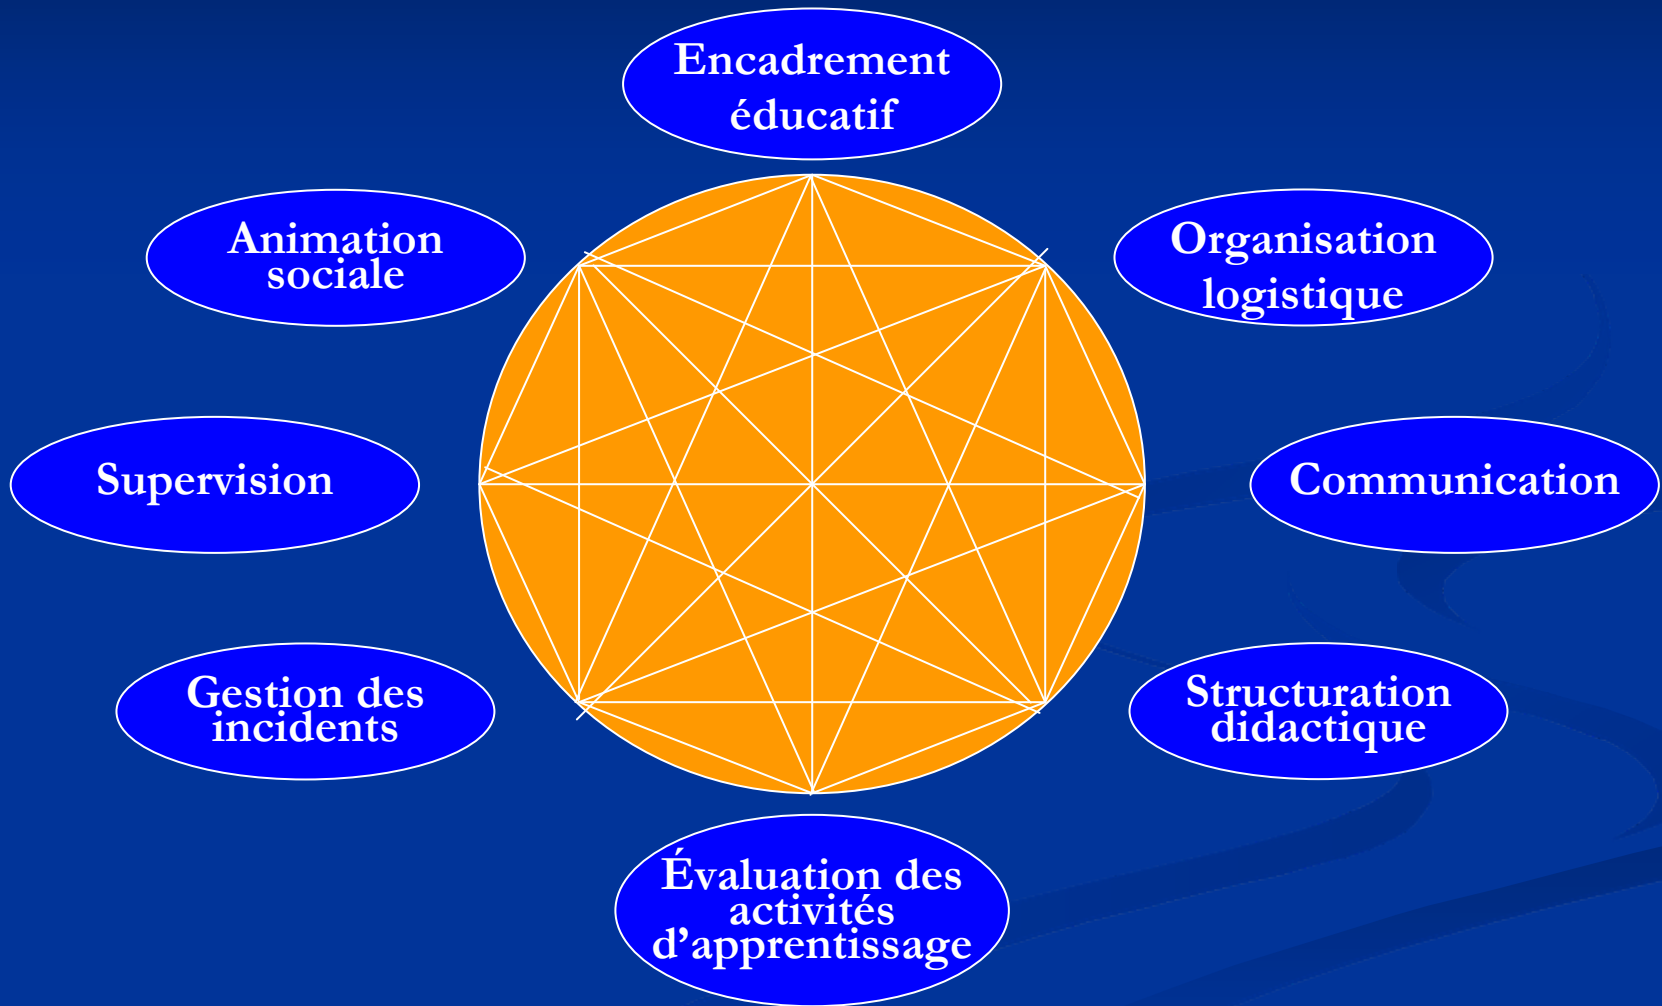 Encadrement
éducatif
Animation
sociale
Organisation
logistique
Supervision
Communication
Gestion des
incidents
Structuration
didactique
Évaluation des
activités
d’apprentissage